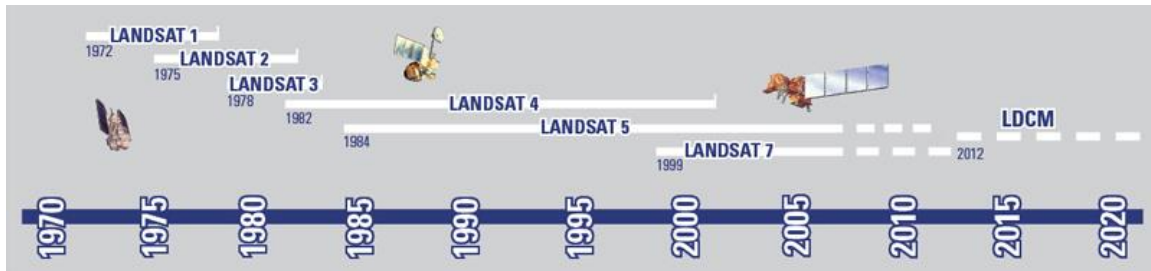 LANDSAT 1
1972
LANDSAT 2
1975
LANDSAT 3
1978
LANDSAT 4
1982
LANDSAT 5
1984
LDCM
LANDSAT 7
1999
2012
1970 1975 1980 1985 1990 1995 2000 2005 2010 2015 2020